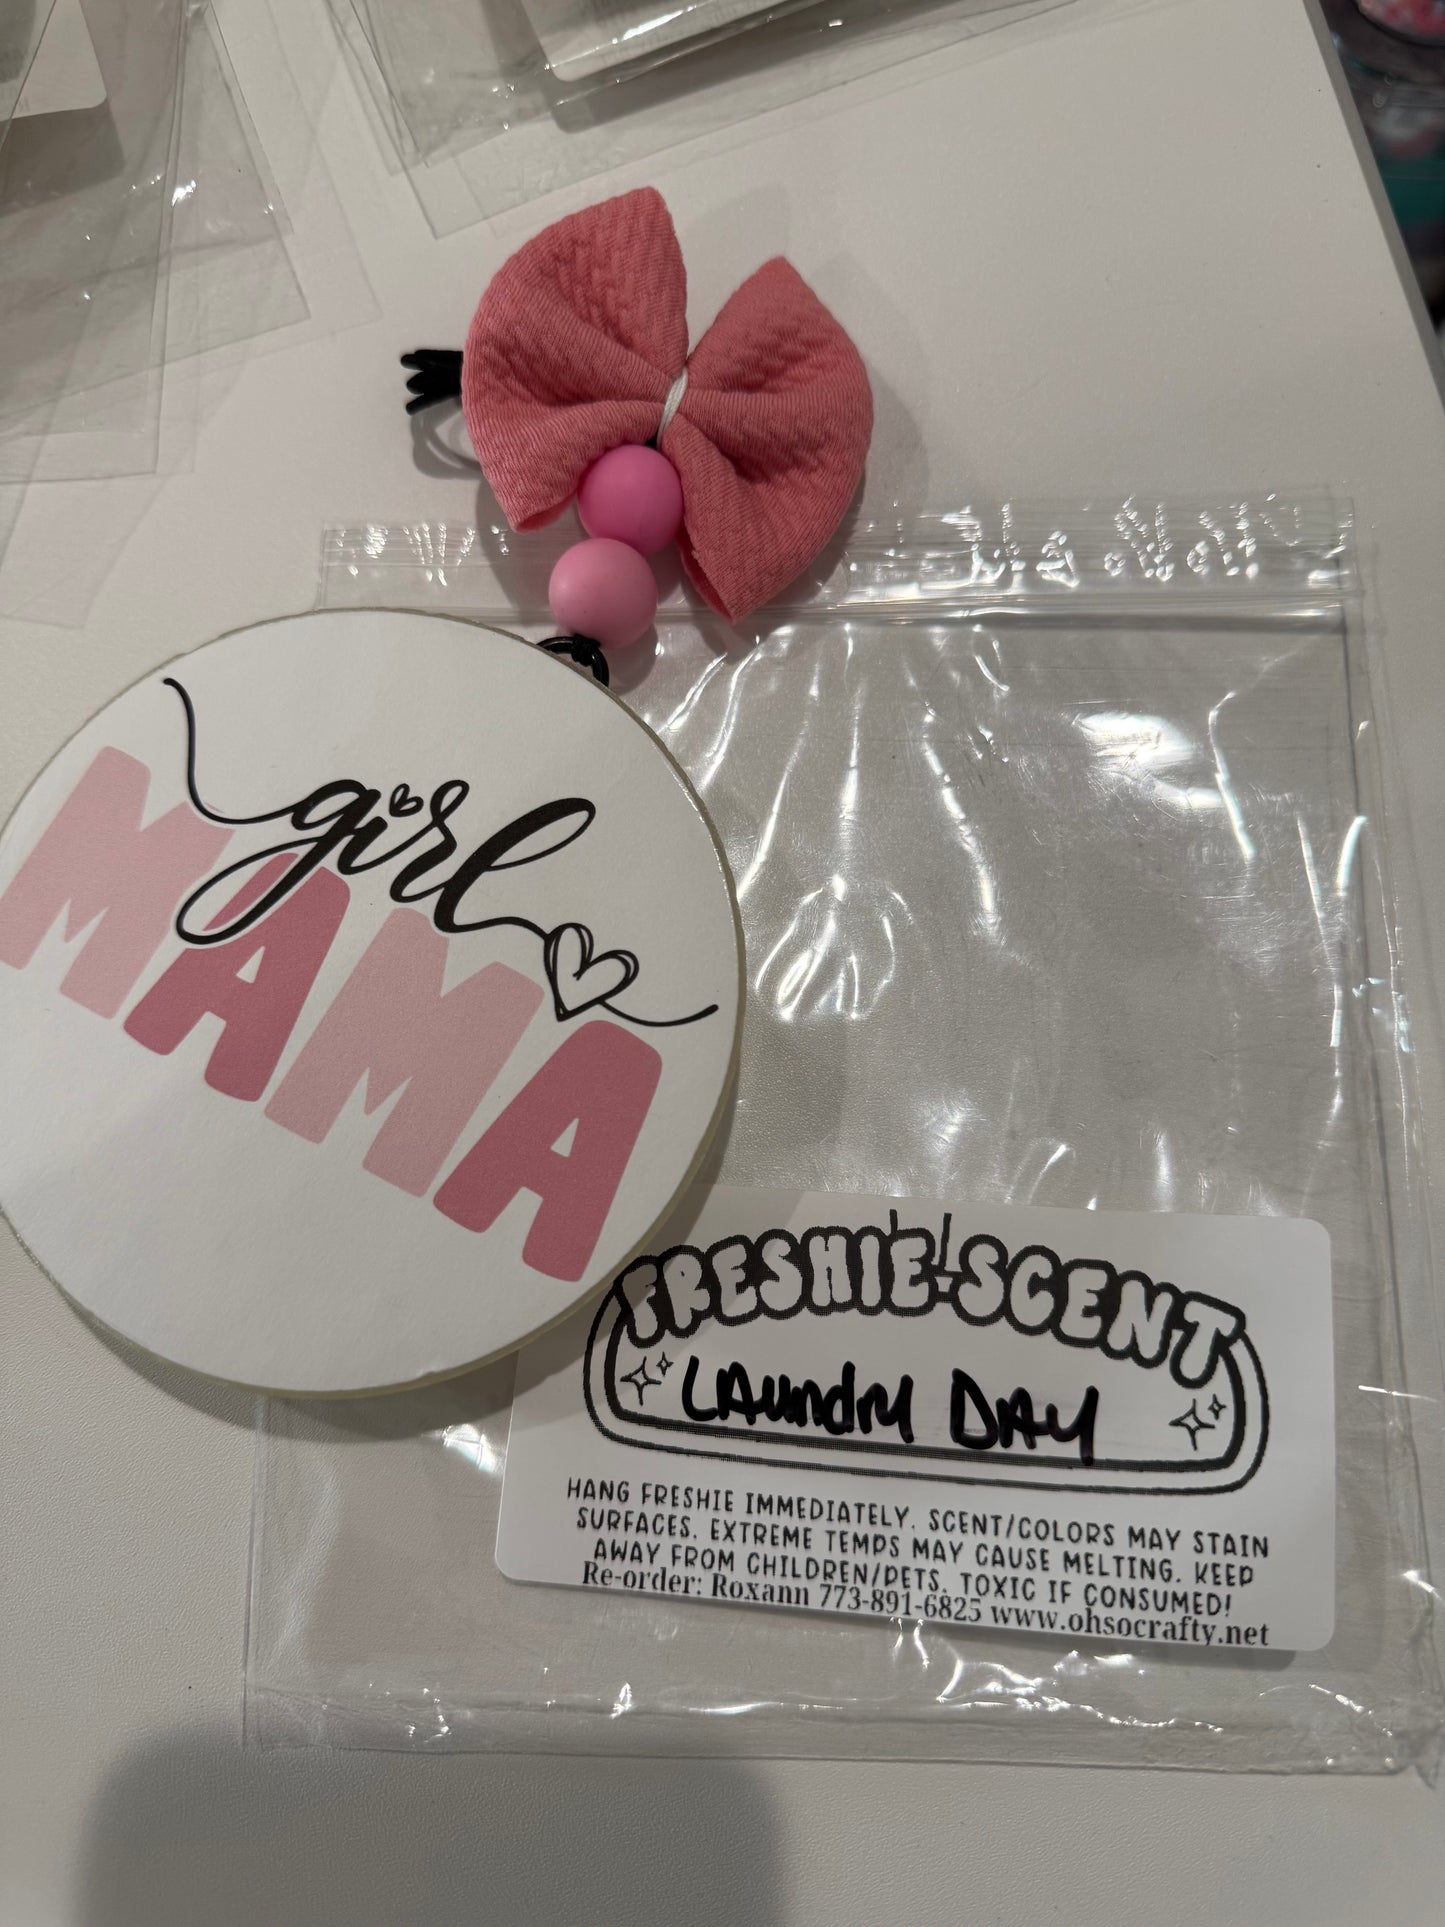 girl
MAMA
FRESHIE SCENT
LAundry DAy
HANG FRESHIE IMMEDIATELY. SCENT/COLORS MAY STAIN
SURFACES. EXTREME TEMPS MAY CAUSE MELTING. KEEP
AWAY FROM CHILDREN/PETS. TOXIC IF CONSUMED!
Re-order: Roxann 773-891-6825 www.ohsocrafty.net